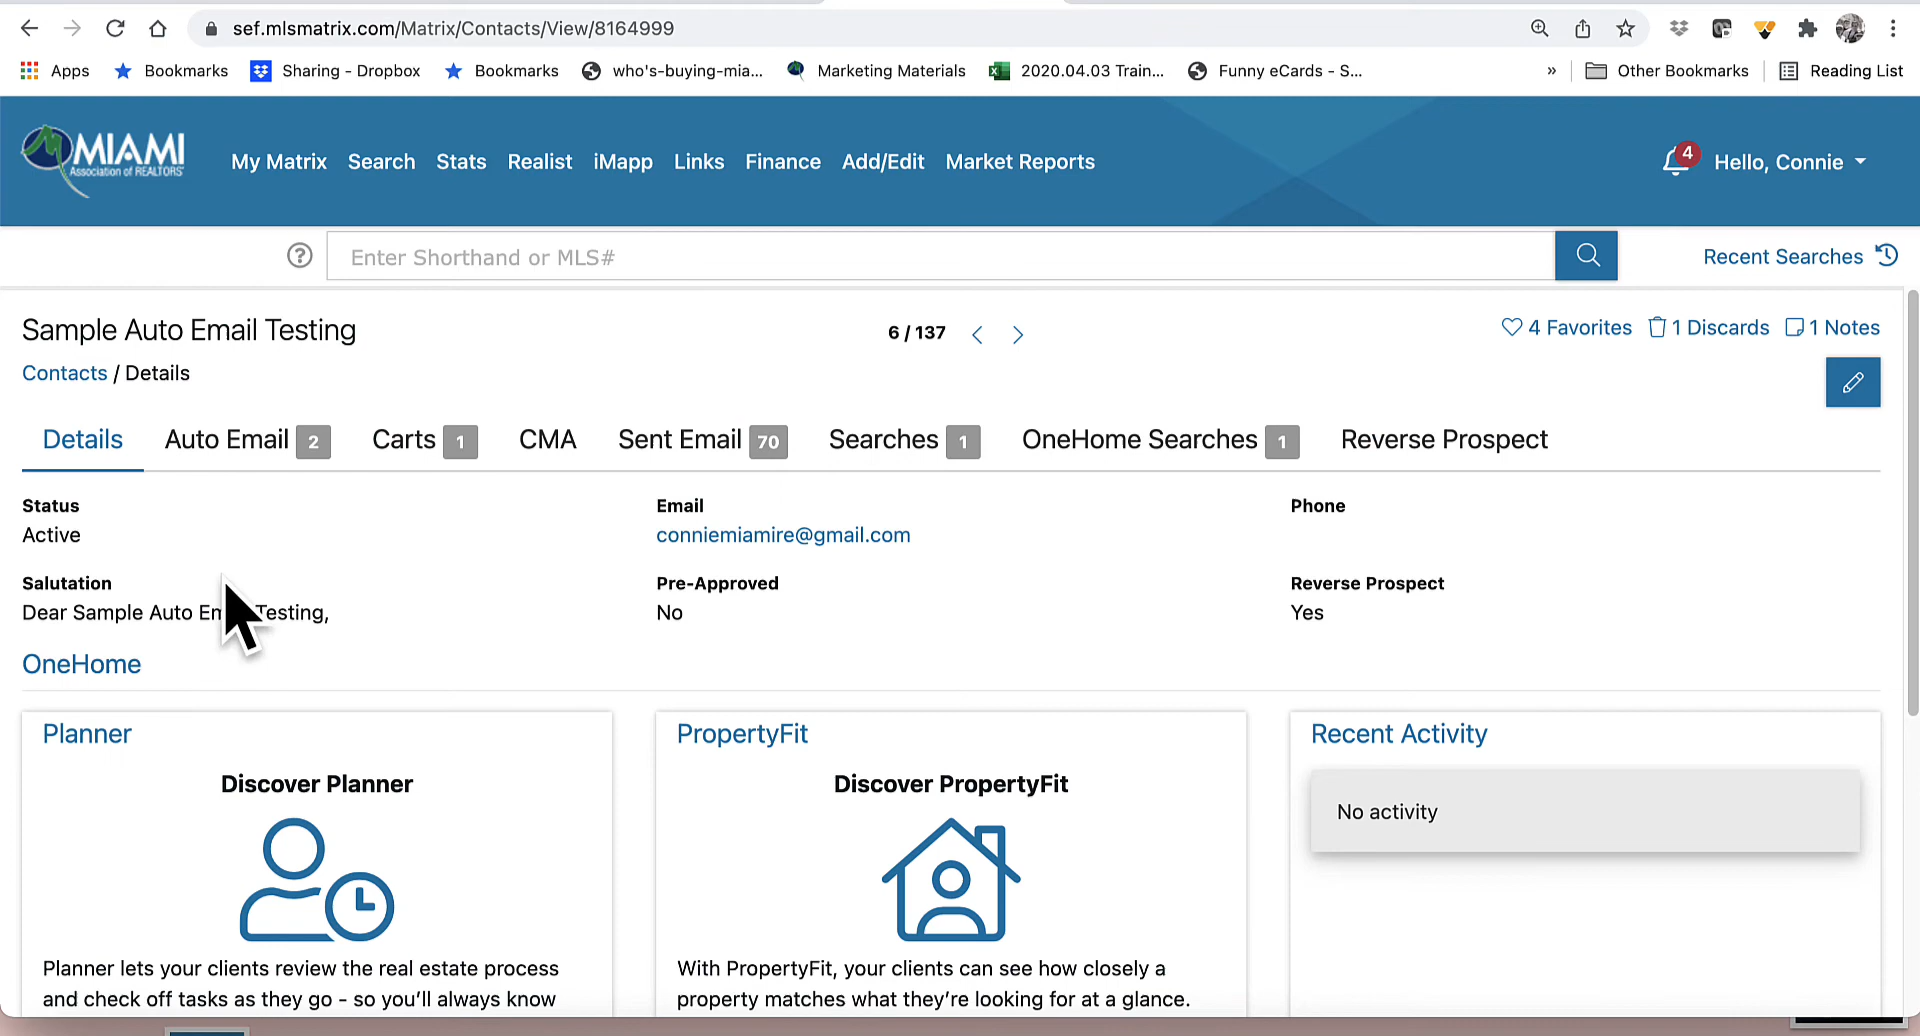 sef.mlsmatrix.com/Matrix/Contacts/View/8164999
Apps Bookmarks Sharing - Dropbox Bookmarks who's-buying-mia... Marketing Materials 2020.04.03 Train... Funny eCards - S... » Other Bookmarks Reading List
MIAMI
Association of REALTORS®
My Matrix Search Stats Realist iMapp Links Finance Add/Edit Market Reports 4 Hello, Connie
? Enter Shorthand or MLS# Recent Searches
Sample Auto Email Testing 6 / 137 4 Favorites 1 Discards 1 Notes
Contacts / Details
Details Auto Email 2 Carts 1 CMA Sent Email 70 Searches 1 OneHome Searches 1 Reverse Prospect
Status Email Phone
Active conniemiamire@gmail.com
Salutation Pre-Approved Reverse Prospect
Dear Sample Auto Em Testing, No Yes
OneHome
Planner PropertyFit Recent Activity
Discover Planner Discover PropertyFit
No activity
Planner lets your clients review the real estate process With PropertyFit, your clients can see how closely a
and check off tasks as they go - so you'll always know property matches what they're looking for at a glance.